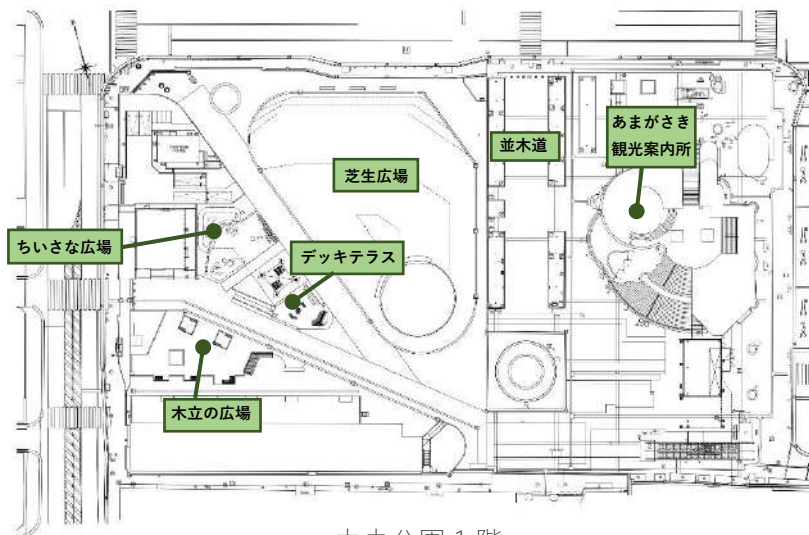 あまがさき
観光案内所
並木道
芝生広場
ちいさな広場
デッキテラス
木立の広場